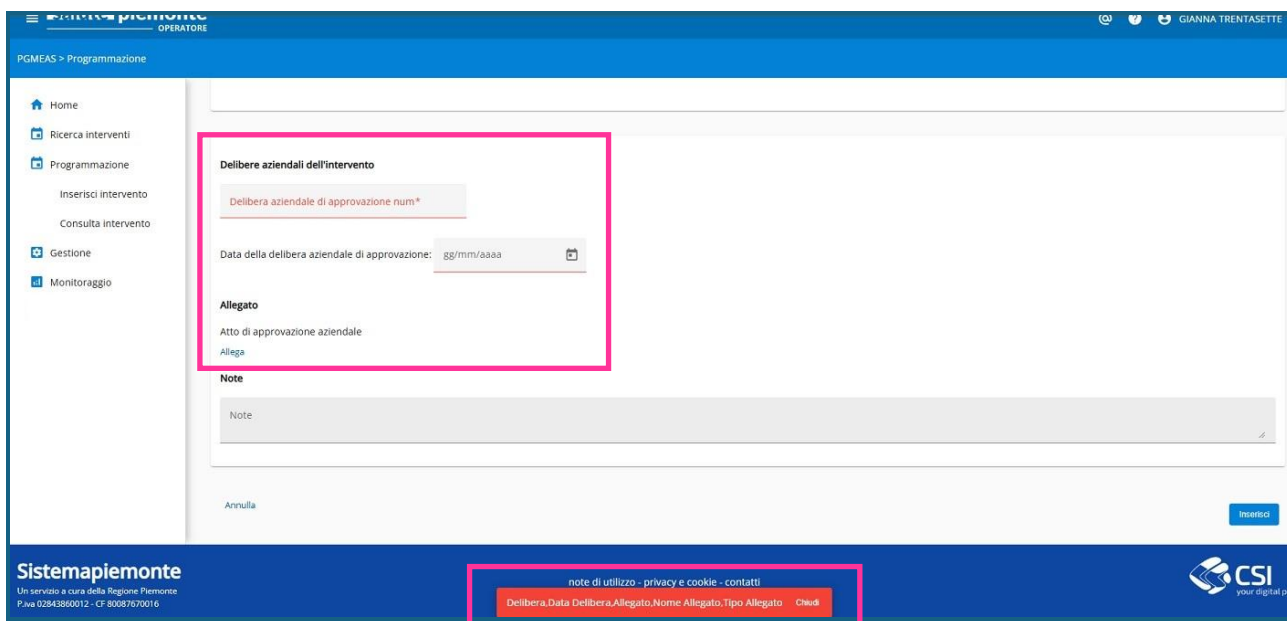 OPERATORE
GIANNA TRENTASETTE
PGMEAS > Programmazione
Home
Ricerca interventi
Programmazione
Inserisci intervento
Consulta intervento
Gestione
Monitoraggio
Delibere aziendali dell'intervento
Delibera aziendale di approvazione num*
Data della delibera aziendale di approvazione: gg/mm/aaaa
Allegato
Atto di approvazione aziendale
Allega
Note
Note
Annulla
Inserisci
Sistemapiemonte
Un servizio a cura della Regione Piemonte
P.iva 02843860012 - CF 80087670016
note di utilizzo - privacy e cookie - contatti
Delibera,Data Delibera,Allegato,Nome Allegato,Tipo Allegato Chiudi
CSI
your digital